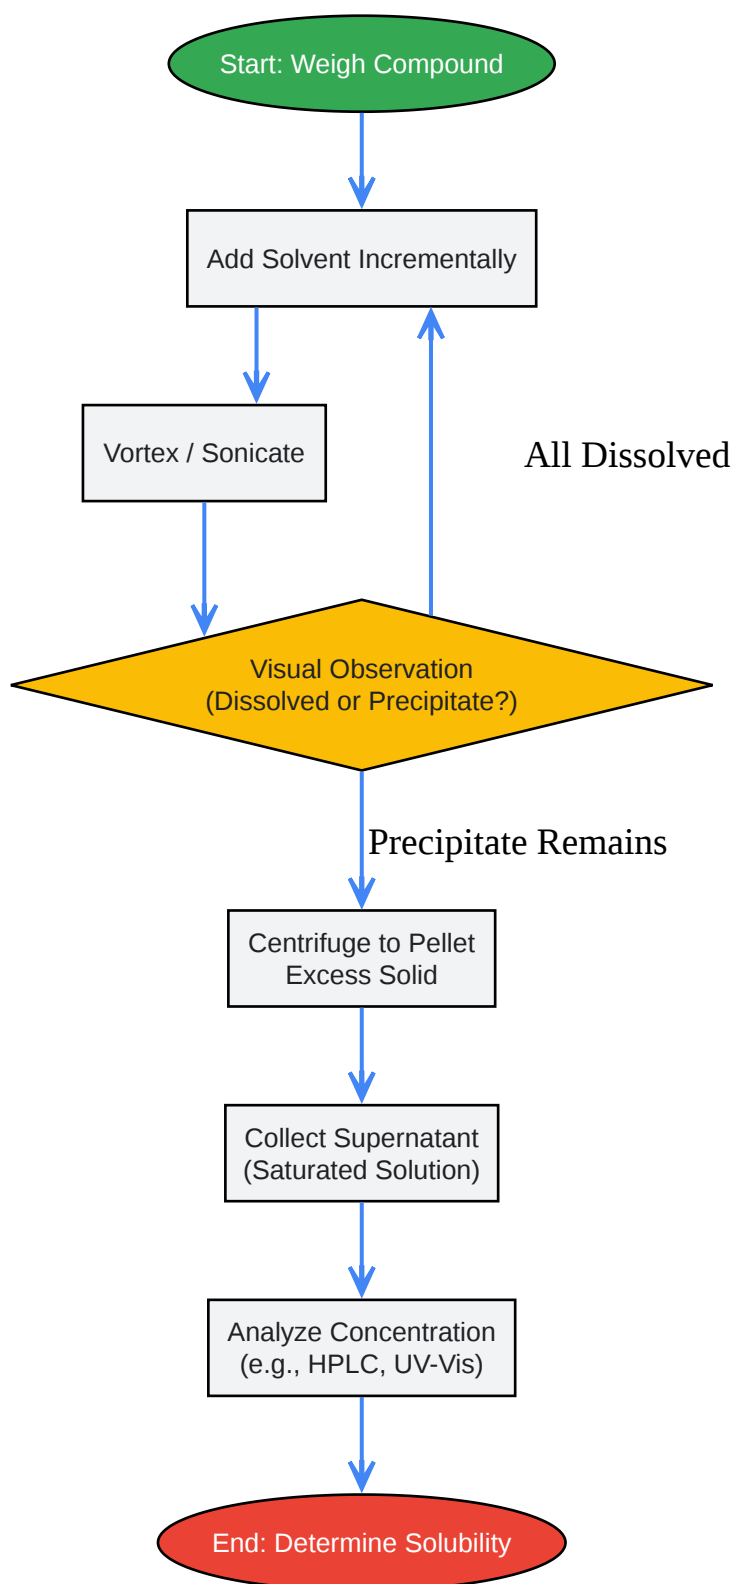 Start: Weigh Compound
Add Solvent Incrementally
Vortex / Sonicate
All Dissolved
Visual Observation
(Dissolved or Precipitate?)
Precipitate Remains
Centrifuge to Pellet
Excess Solid
Collect Supernatant
(Saturated Solution)
Analyze Concentration
(e.g., HPLC, UV-Vis)
End: Determine Solubility